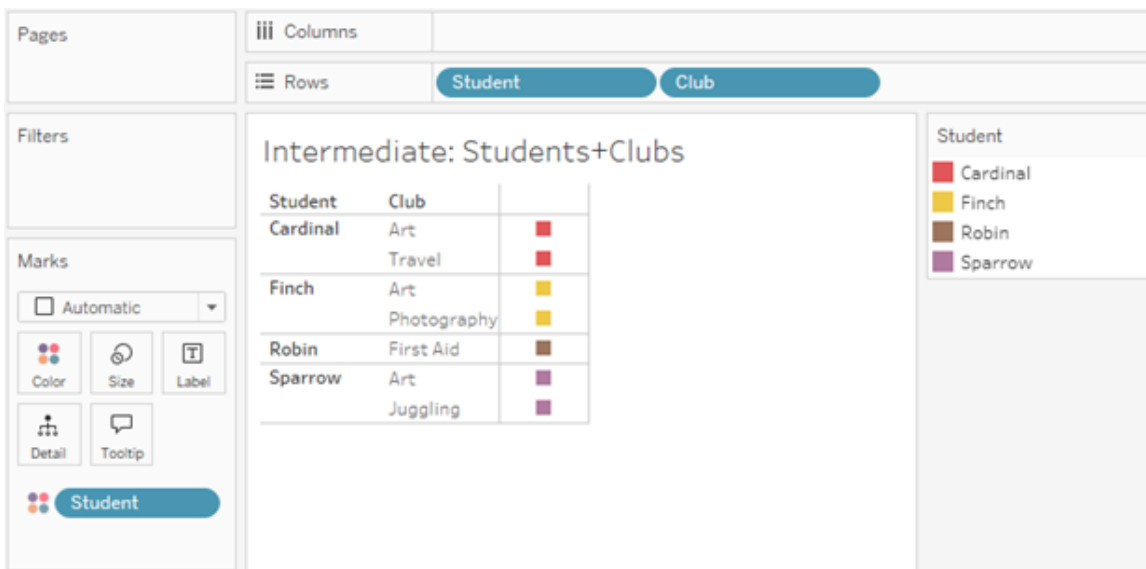 Pages
Columns
Rows Student Club
Filters
Intermediate: Students+Clubs
Student Club
Cardinal Art
Travel
Finch Art
Photography
Robin First Aid
Sparrow Art
Juggling
Student
Cardinal
Finch
Robin
Sparrow
Marks
Automatic
Color Size Label
Detail Tooltip
Student